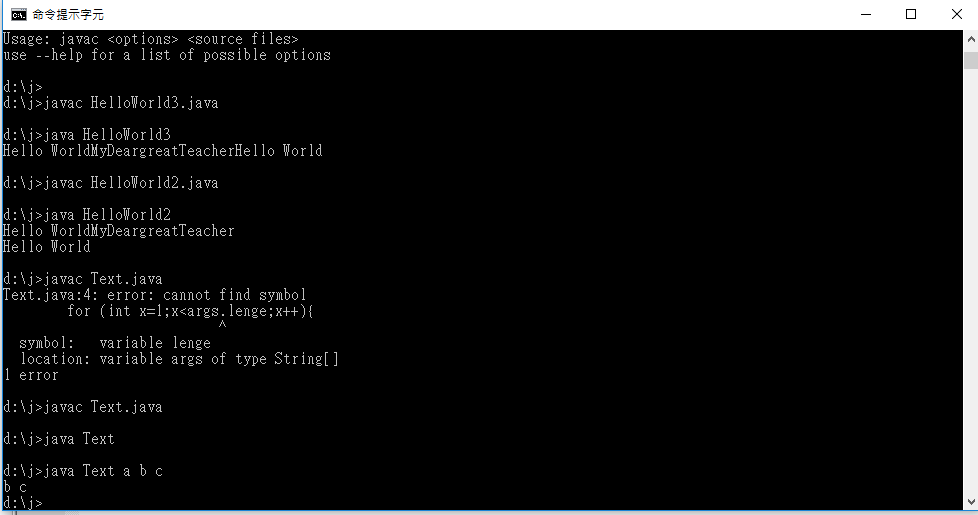 命令提示字元
Usage: javac <options> <source files>
use --help for a list of possible options
d:\j>
d:\j>javac HelloWorld3.java
d:\j>java HelloWorld3
Hello WorldMyDeargreatTeacherHello World
d:\j>javac HelloWorld2.java
d:\j>java HelloWorld2
Hello WorldMyDeargreatTeacher
Hello World
d:\j>javac Text.java
Text.java:4: error: cannot find symbol
        for (int x=1;x<args.lenge;x++){
                           ^
  symbol:   variable lenge
  location: variable args of type String[]
1 error
d:\j>javac Text.java
d:\j>java Text
d:\j>java Text a b c
b c
d:\j>